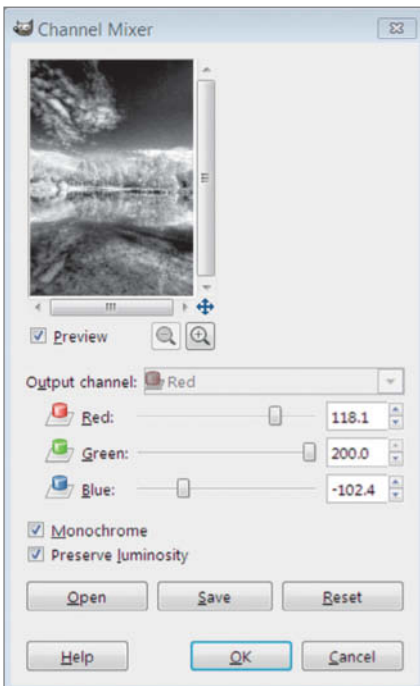 Channel Mixer
Preview
Output channel: Red
Red: 118.1
Green: 200.0
Blue: -102.4
Monochrome
Preserve luminosity
Open Save Reset
Help OK Cancel